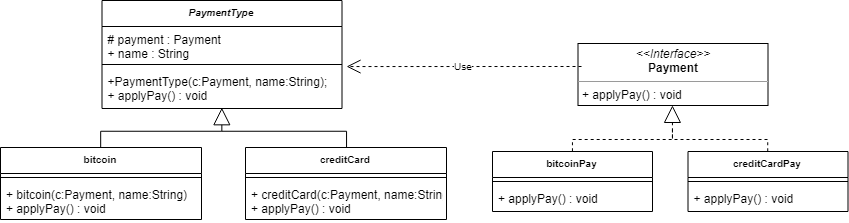 PaymentType
# payment : Payment
+ name : String
+PaymentType(c:Payment, name:String);
+ applyPay() : void
Use
<<Interface>>
Payment
+ applyPay() : void
bitcoin
+ bitcoin(c:Payment, name:String)
+ applyPay() : void
creditCard
+ creditCard(c:Payment, name:Strin
+ applyPay() : void
bitcoinPay
+ applyPay() : void
creditCardPay
+ applyPay() : void